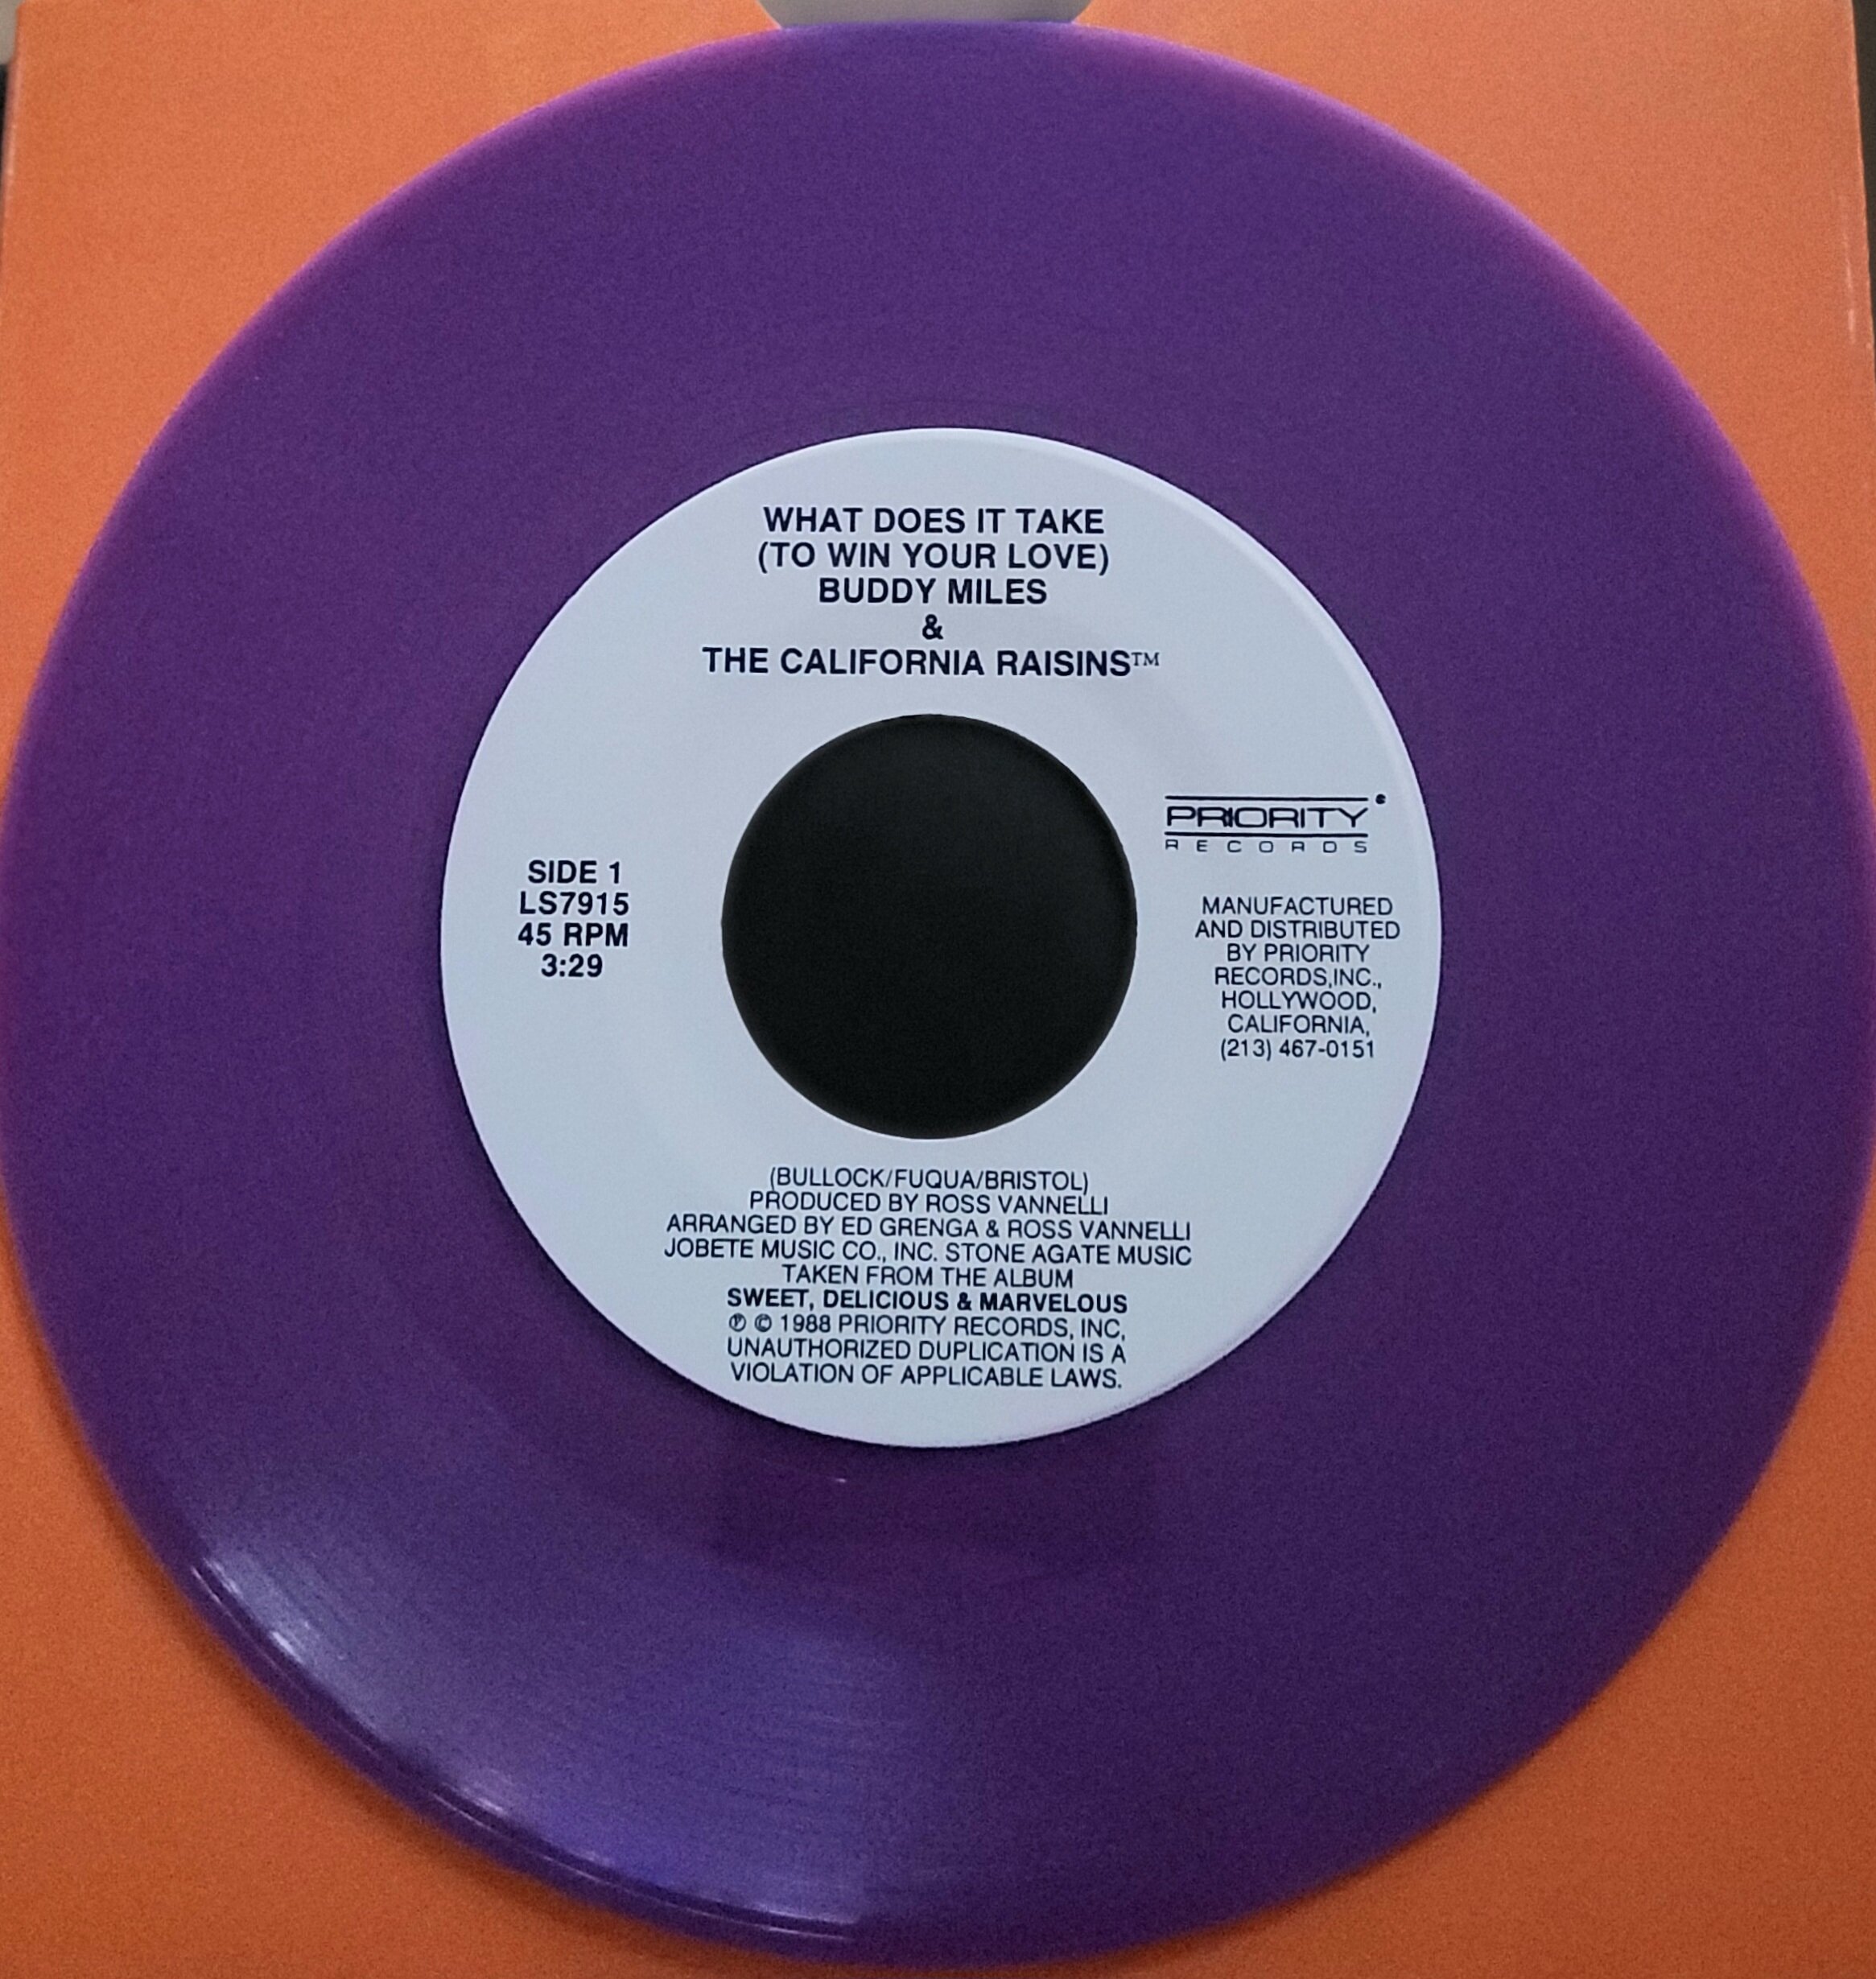 WHAT DOES IT TAKE
(TO WIN YOUR LOVE)
BUDDY MILES
&
THE CALIFORNIA RAISINS™
SIDE 1
LS7915
45 RPM
3:29
PRIORITY
RECORDS
MANUFACTURED
AND DISTRIBUTED
BY PRIORITY
RECORDS,INC.,
HOLLYWOOD,
CALIFORNIA,
(213) 467-0151
(BULLOCK/FUQUA/BRISTOL)
PRODUCED BY ROSS VANNELLI
ARRANGED BY ED GRENGA & ROSS VANNELLI
JOBETE MUSIC CO., INC. STONE AGATE MUSIC
TAKEN FROM THE ALBUM
SWEET, DELICIOUS & MARVELOUS
℗ © 1988 PRIORITY RECORDS, INC,
UNAUTHORIZED DUPLICATION IS A
VIOLATION OF APPLICABLE LAWS.